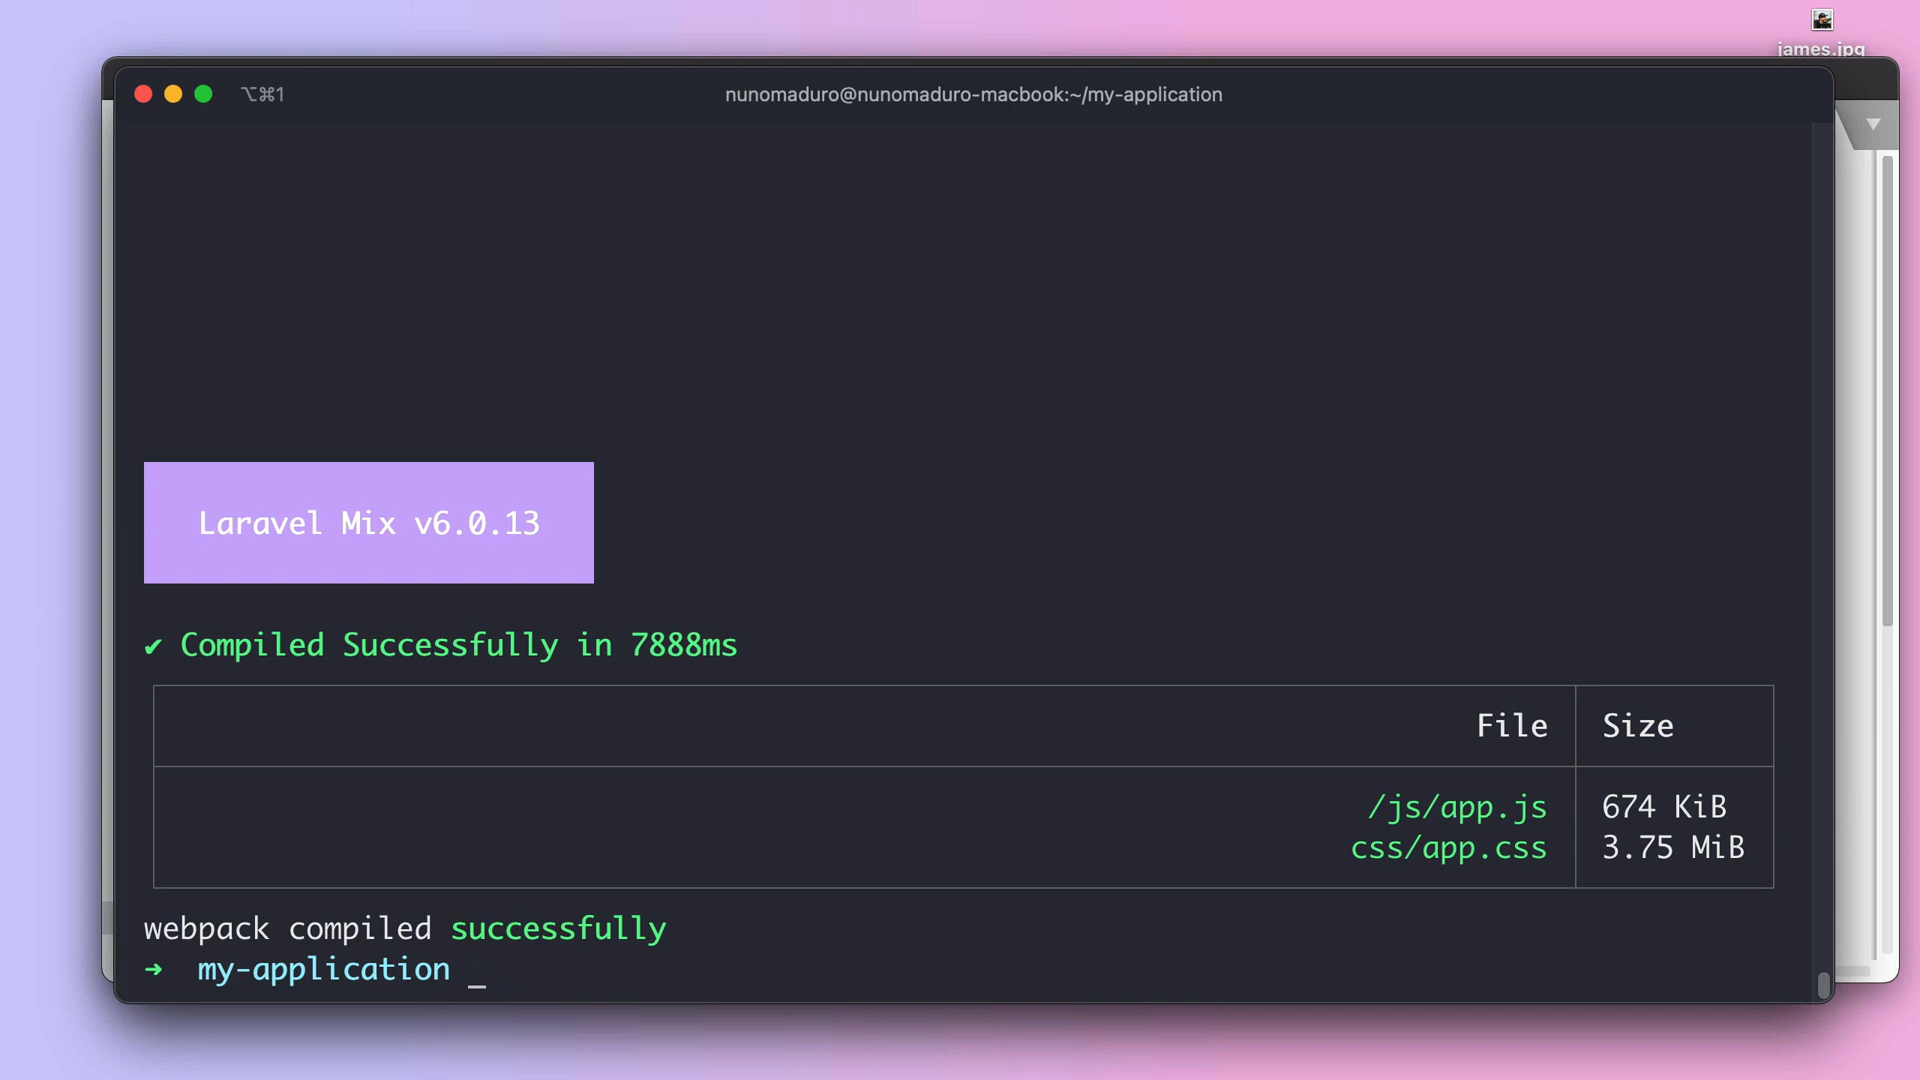 james.jpg
⌥⌘1
nunomaduro@nunomaduro-macbook:~/my-application
Laravel Mix v6.0.13
✔ Compiled Successfully in 7888ms
File Size
/js/app.js 674 KiB
css/app.css 3.75 MiB
webpack compiled successfully
➜ my-application _